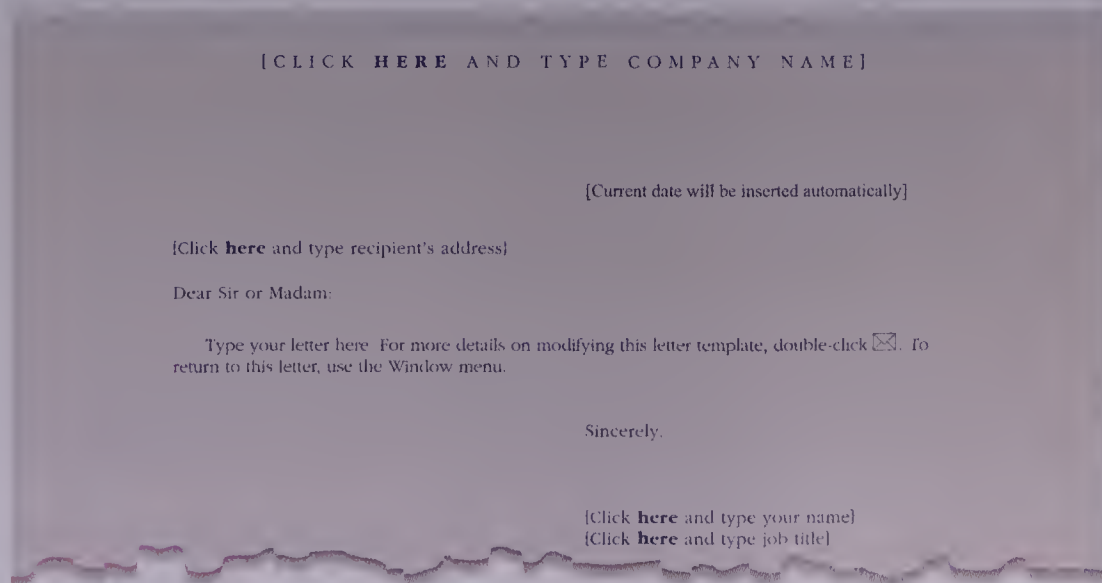 [CLICK HERE AND TYPE COMPANY NAME]
[Current date will be inserted automatically]
[Click here and type recipient's address]
Dear Sir or Madam:
Type your letter here. For more details on modifying this letter template, double-click ✉. To
return to this letter, use the Window menu.
Sincerely,
[Click here and type your name]
[Click here and type job title]